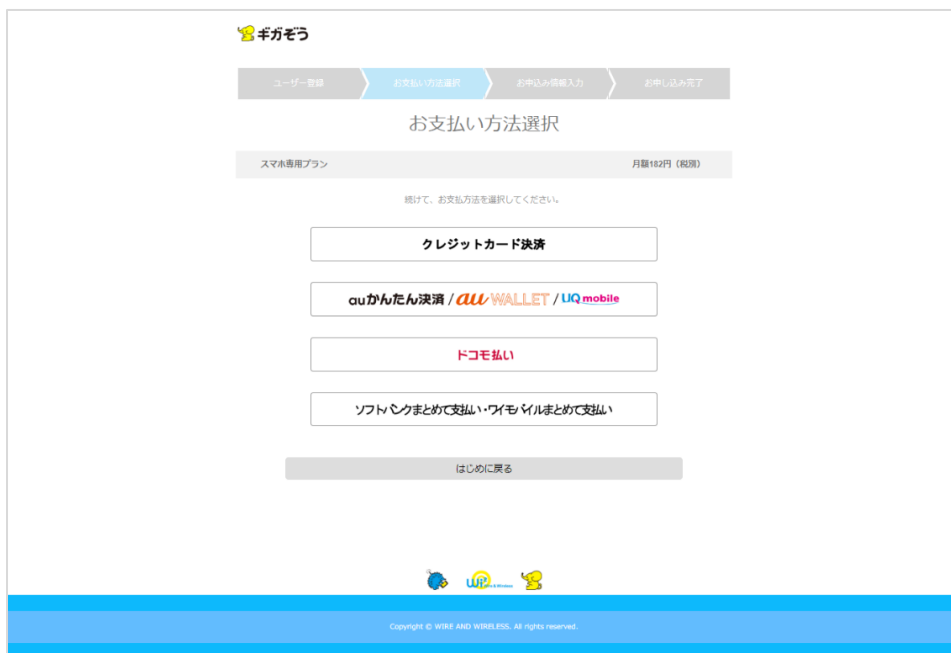 ギガぞう
ユーザー登録 お支払い方法選択 お申込み情報入力 お申し込み完了
お支払い方法選択
スマホ専用プラン 月額182円（税別）
続けて、お支払方法を選択してください。
クレジットカード決済
auかんたん決済 / au WALLET / UQ mobile
ドコモ払い
ソフトバンクまとめて支払い・ワイモバイルまとめて支払い
はじめに戻る
Wi2
Copyright © WIRE AND WIRELESS. All rights reserved.